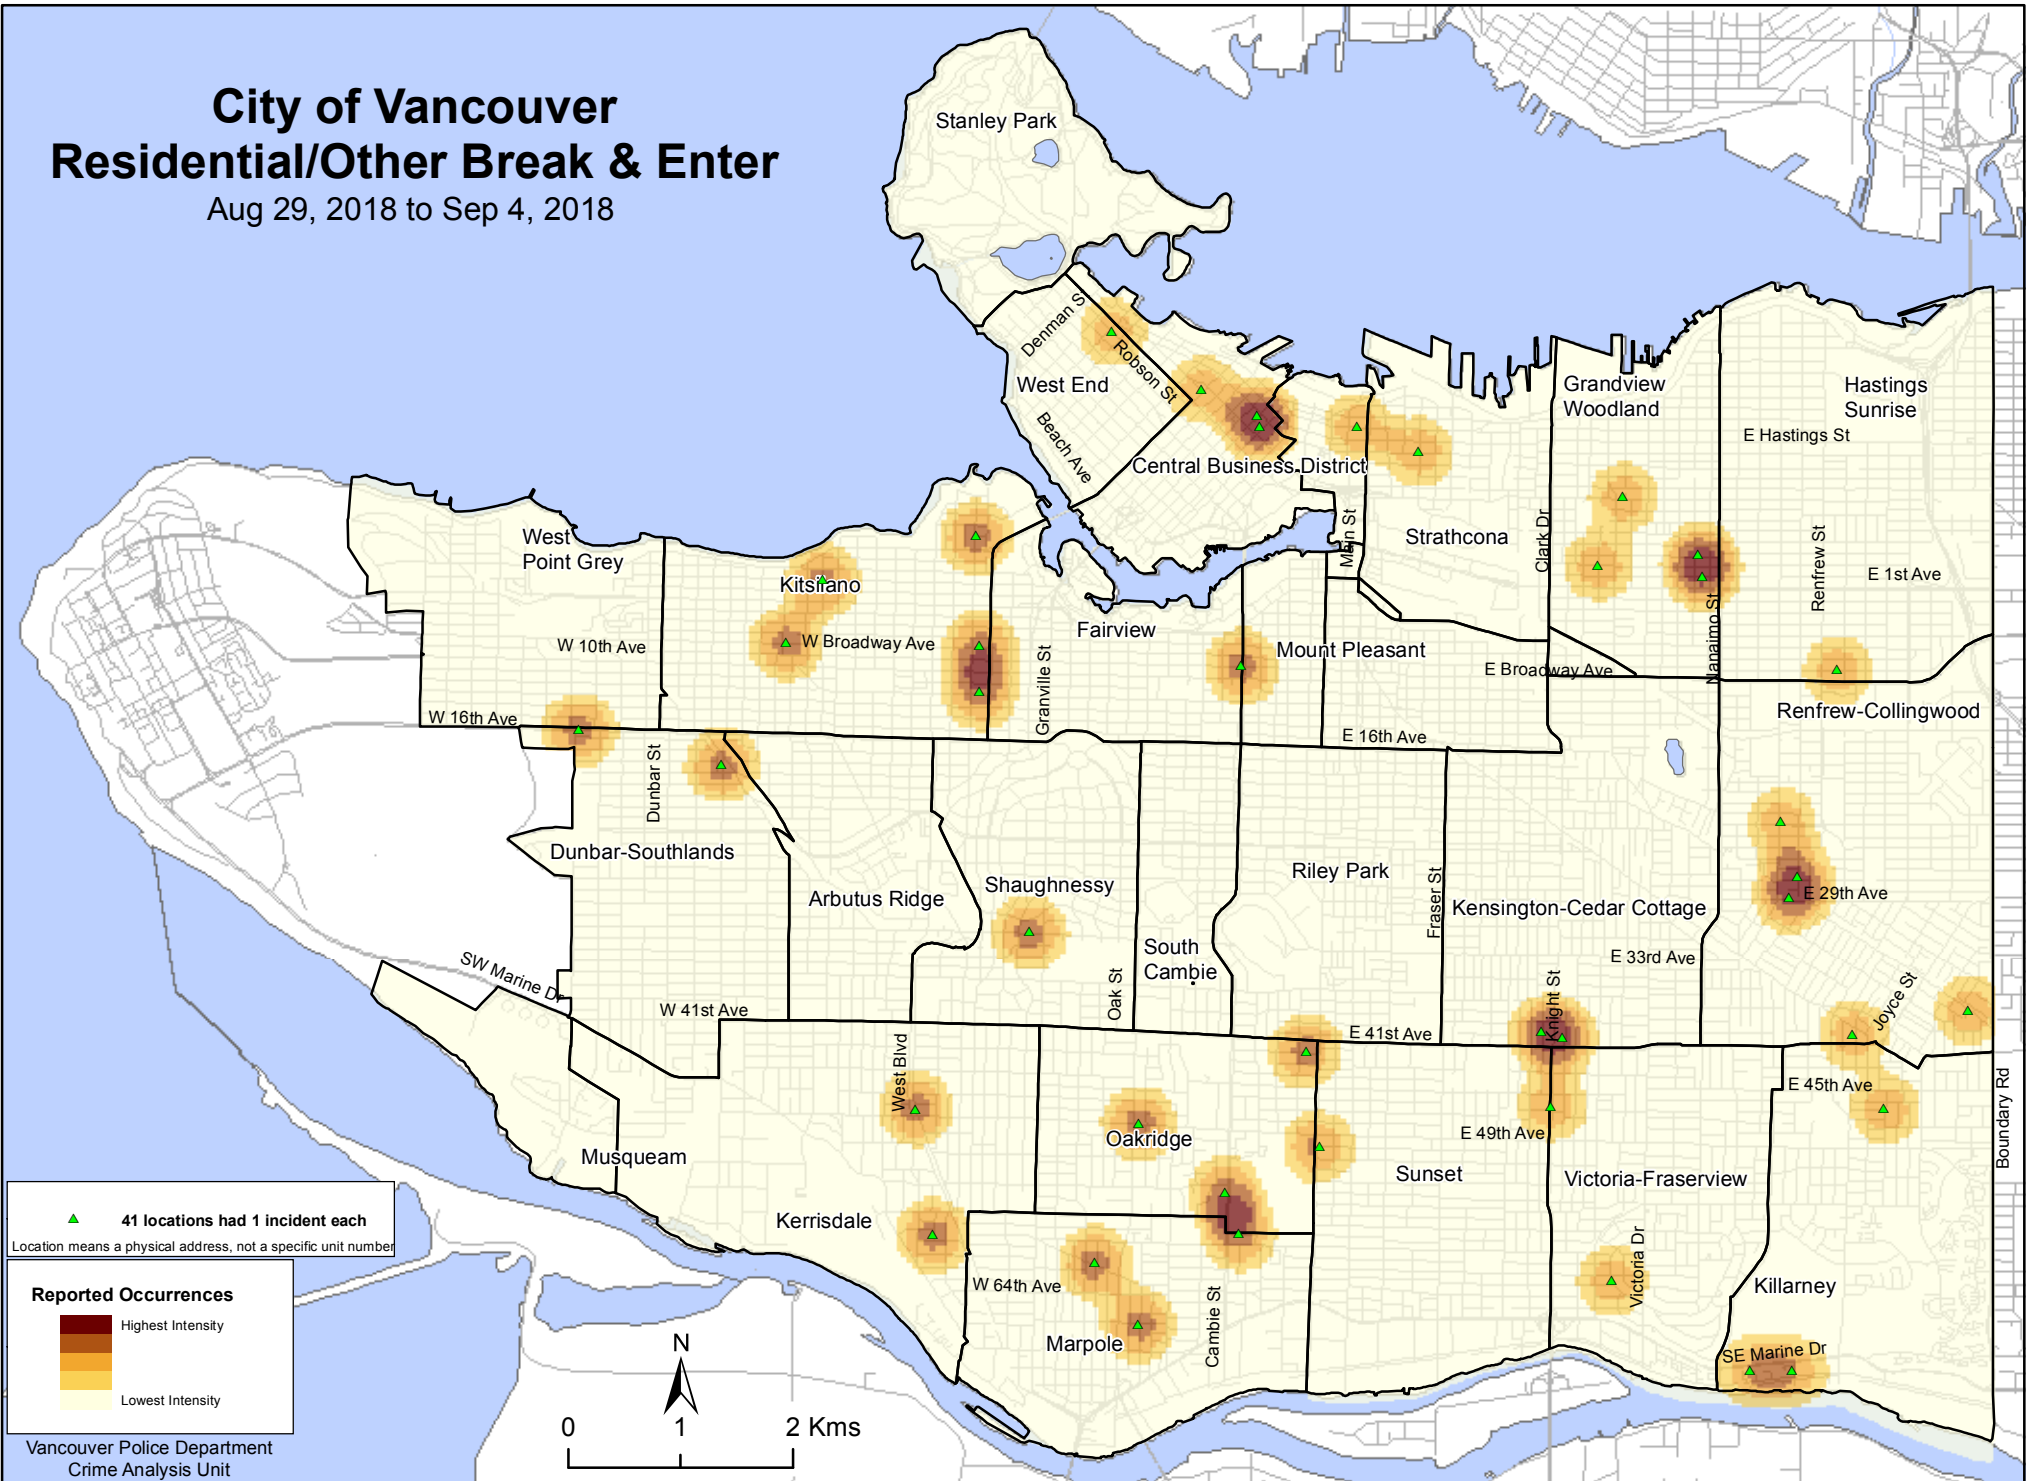 City of Vancouver
Residential/Other Break & Enter
Aug 29, 2018 to Sep 4, 2018
Stanley Park
Denman S
Robson St
West End
Beach Ave
Central Business District
Grandview
Woodland
Hastings
Sunrise
E Hastings St
Strathcona
Main St
Clark Dr
Nanaimo St
Renfrew St
E 1st Ave
West
Point Grey
Kitsilano
W 10th Ave
W Broadway Ave
Fairview
Granville St
Mount Pleasant
E Broadway Ave
Renfrew-Collingwood
W 16th Ave
E 16th Ave
Dunbar St
Dunbar-Southlands
Arbutus Ridge
Shaughnessy
South
Cambie
Oak St
Riley Park
Fraser St
Kensington-Cedar Cottage
E 29th Ave
E 33rd Ave
Knight St
Joyce St
SW Marine Dr
W 41st Ave
E 41st Ave
West Blvd
E 45th Ave
Boundary Rd
Oakridge
E 49th Ave
Musqueam
Sunset
Victoria-Fraserview
Kerrisdale
W 64th Ave
Marpole
Cambie St
Victoria Dr
Killarney
SE Marine Dr
41 locations had 1 incident each
Location means a physical address, not a specific unit number
Reported Occurrences
Highest Intensity
Lowest Intensity
Vancouver Police Department
Crime Analysis Unit
N
0 1 2 Kms